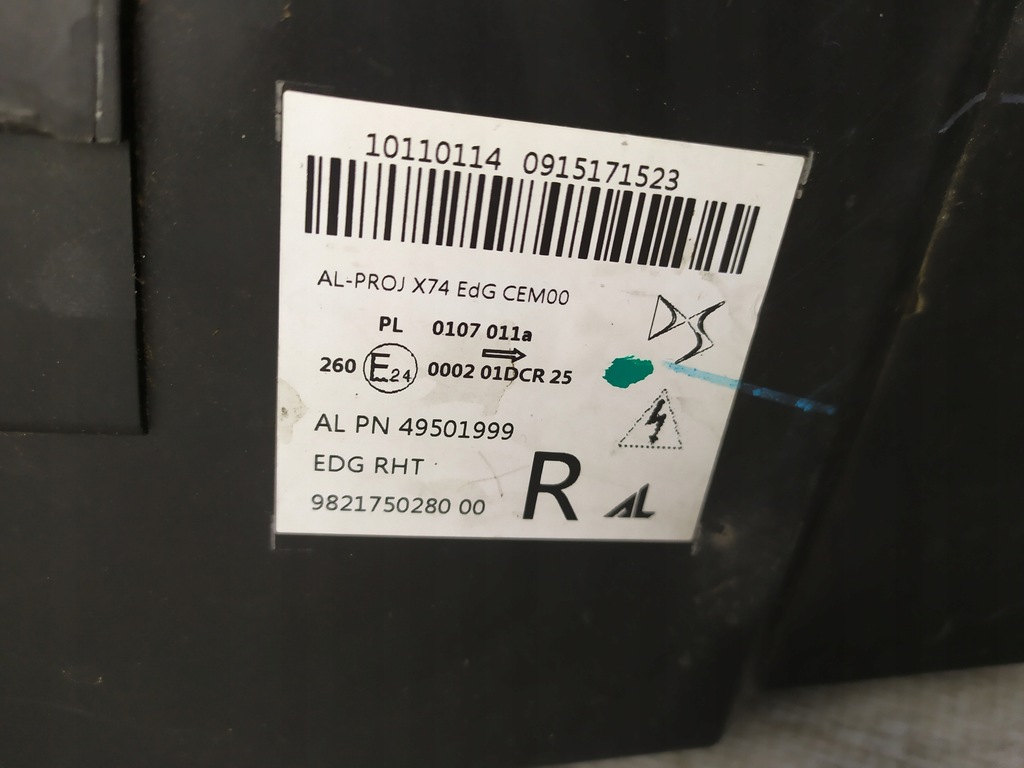 10110114 0915171523
AL-PROJ X74 EdG CEM00
DS
PL 0107 011a
260 E24 0002 01DCR 25
AL PN 49501999
EDG RHT
9821750280 00
R
AL